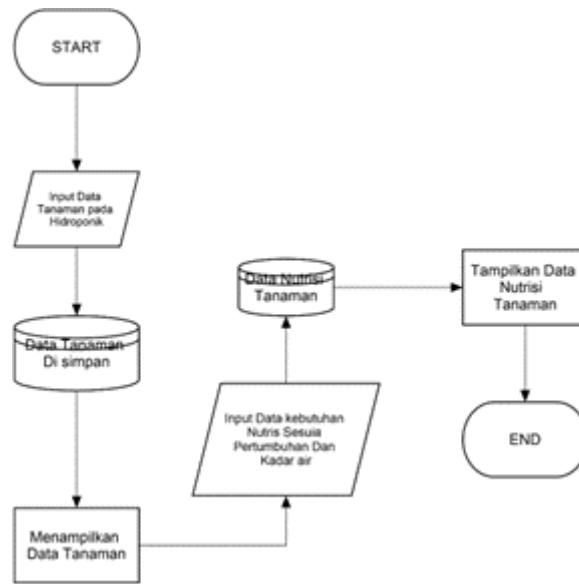 START
Input Data
Tanaman pada
Hidroponik
Data Tanaman
Di simpan
Menampilkan
Data Tanaman
Input Data kebutuhan
Nutris Sesuia
Pertumbuhan Dan
Kadar air
Data Nutrisi
Tanaman
Tampilkan Data
Nutrisi
Tanaman
END